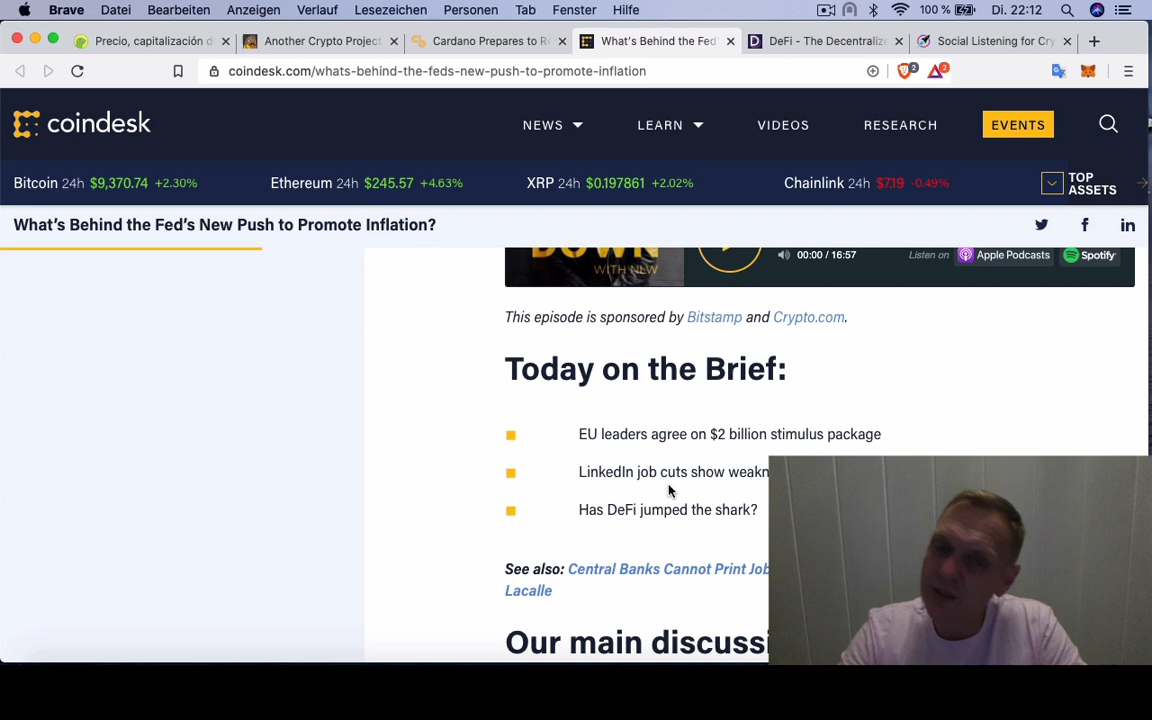 Brave Datei Bearbeiten Anzeigen Verlauf Lesezeichen Personen Tab Fenster Hilfe 100 % Di. 22:12
Precio, capitalización Another Crypto Project Cardano Prepares to What's Behind the Fed DeFi - The Decentraliz Social Listening for Cry
coindesk.com/whats-behind-the-feds-new-push-to-promote-inflation 2 2
coindesk NEWS LEARN VIDEOS RESEARCH EVENTS
Bitcoin 24h $9,370.74 +2.30% Ethereum 24h $245.57 +4.63% XRP 24h $0.197861 +2.02% Chainlink 24h $7.19 -0.49% TOP
ASSETS
What's Behind the Fed's New Push to Promote Inflation?
DOWN
WITH NLW
00:00 / 16:57 Listen on Apple Podcasts Spotify
This episode is sponsored by Bitstamp and Crypto.com.
Today on the Brief:
EU leaders agree on $2 billion stimulus package
LinkedIn job cuts show weakn
Has DeFi jumped the shark?
See also: Central Banks Cannot Print Job
Lacalle
Our main discussi